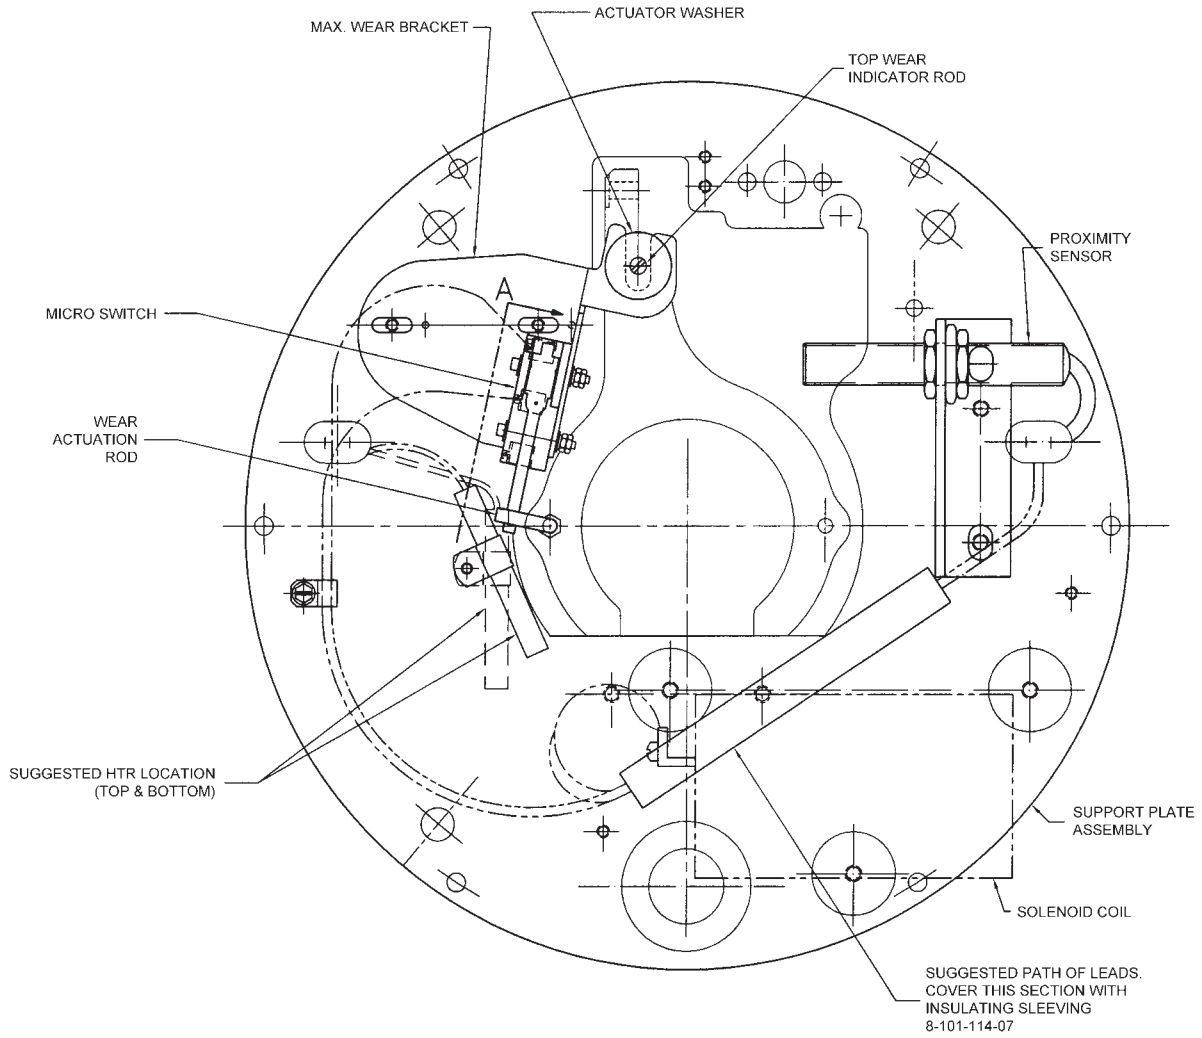 ACTUATOR WASHER
MAX. WEAR BRACKET
TOP WEAR
INDICATOR ROD
PROXIMITY
SENSOR
A
MICRO SWITCH
WEAR
ACTUATION
ROD
SUGGESTED HTR LOCATION
(TOP & BOTTOM)
SUPPORT PLATE
ASSEMBLY
SOLENOID COIL
SUGGESTED PATH OF LEADS.
COVER THIS SECTION WITH
INSULATING SLEEVING
8-101-114-07